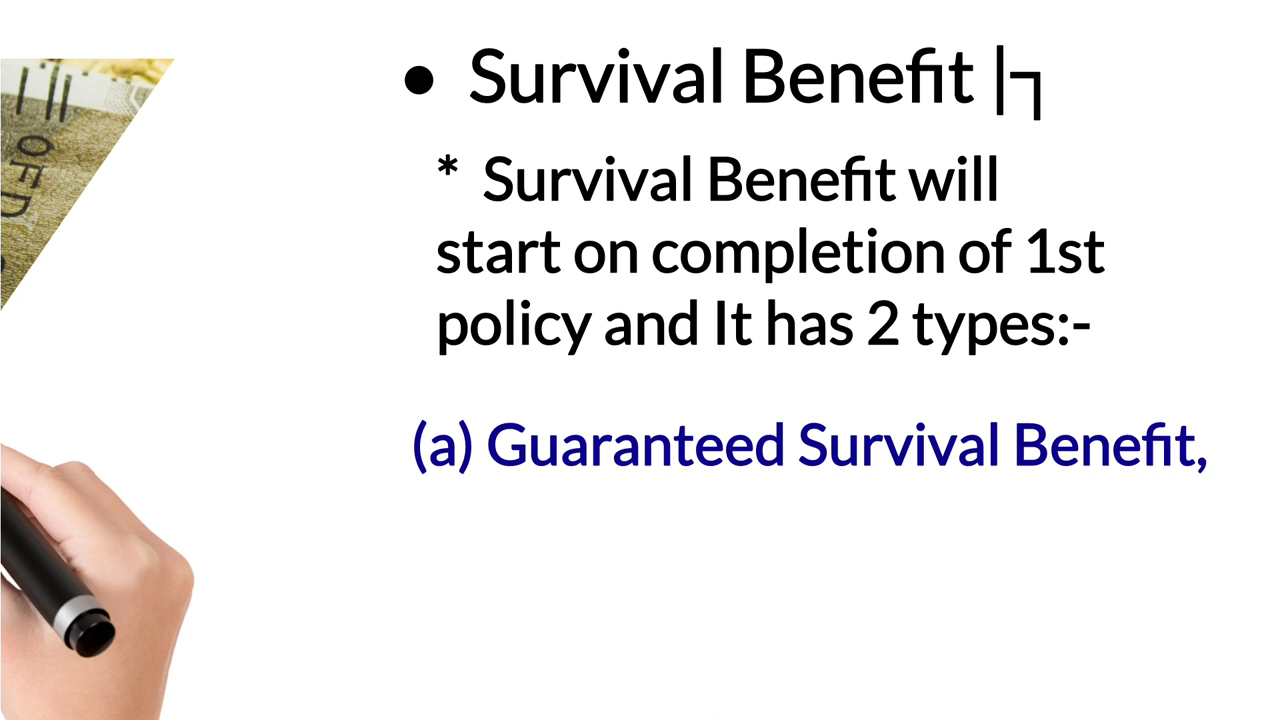 • Survival Benefit |┐
* Survival Benefit will
start on completion of 1st
policy and It has 2 types:-
(a) Guaranteed Survival Benefit,
OF